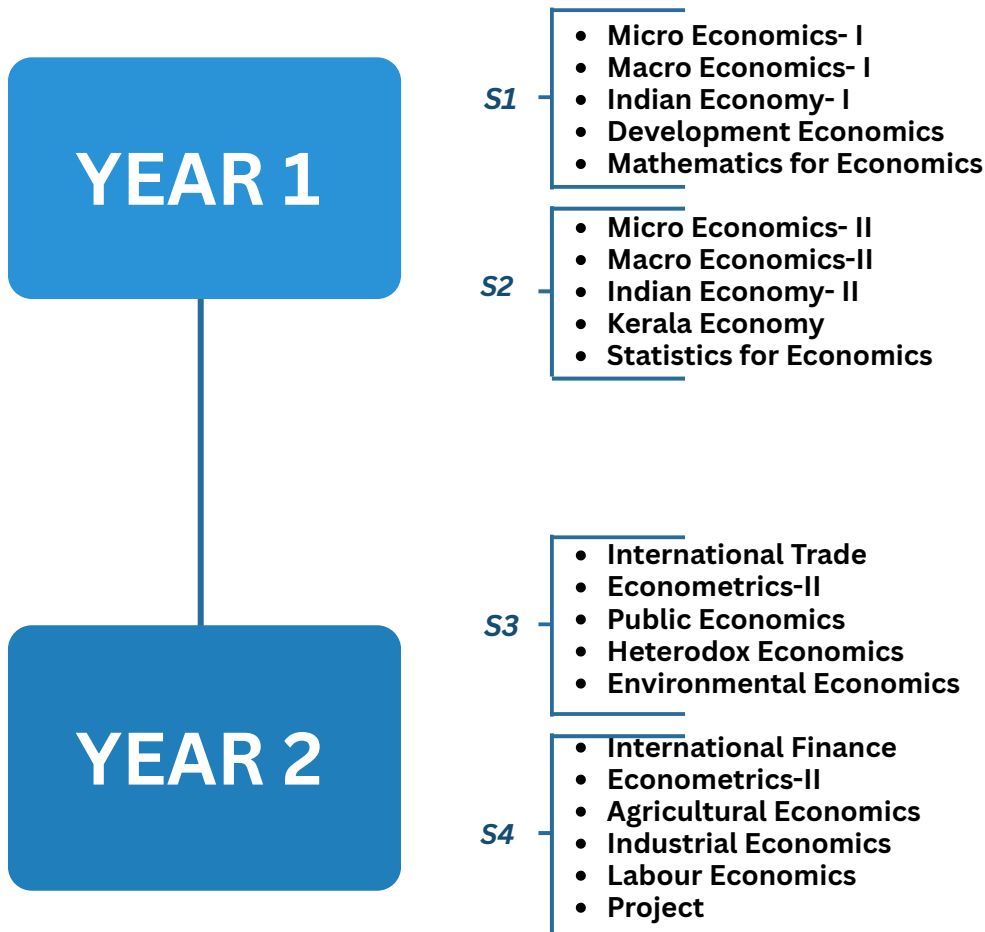 YEAR 1
S1
• Micro Economics- I
• Macro Economics- I
• Indian Economy- I
• Development Economics
• Mathematics for Economics
S2
• Micro Economics- II
• Macro Economics-II
• Indian Economy- II
• Kerala Economy
• Statistics for Economics
YEAR 2
S3
• International Trade
• Econometrics-II
• Public Economics
• Heterodox Economics
• Environmental Economics
S4
• International Finance
• Econometrics-II
• Agricultural Economics
• Industrial Economics
• Labour Economics
• Project